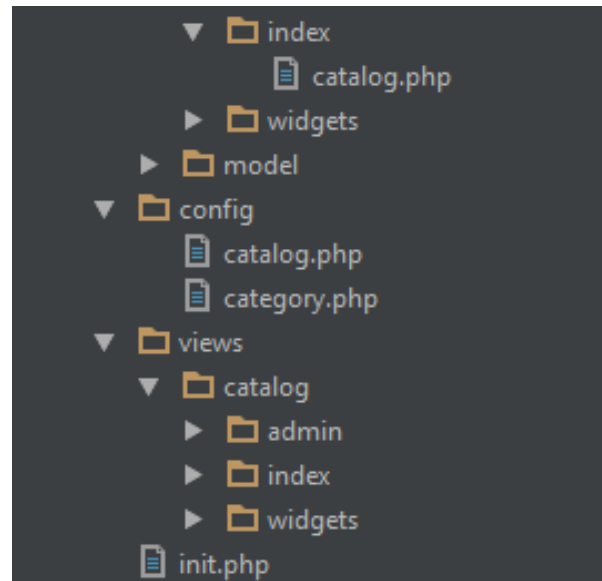 index
catalog.php
widgets
model
config
catalog.php
category.php
views
catalog
admin
index
widgets
init.php